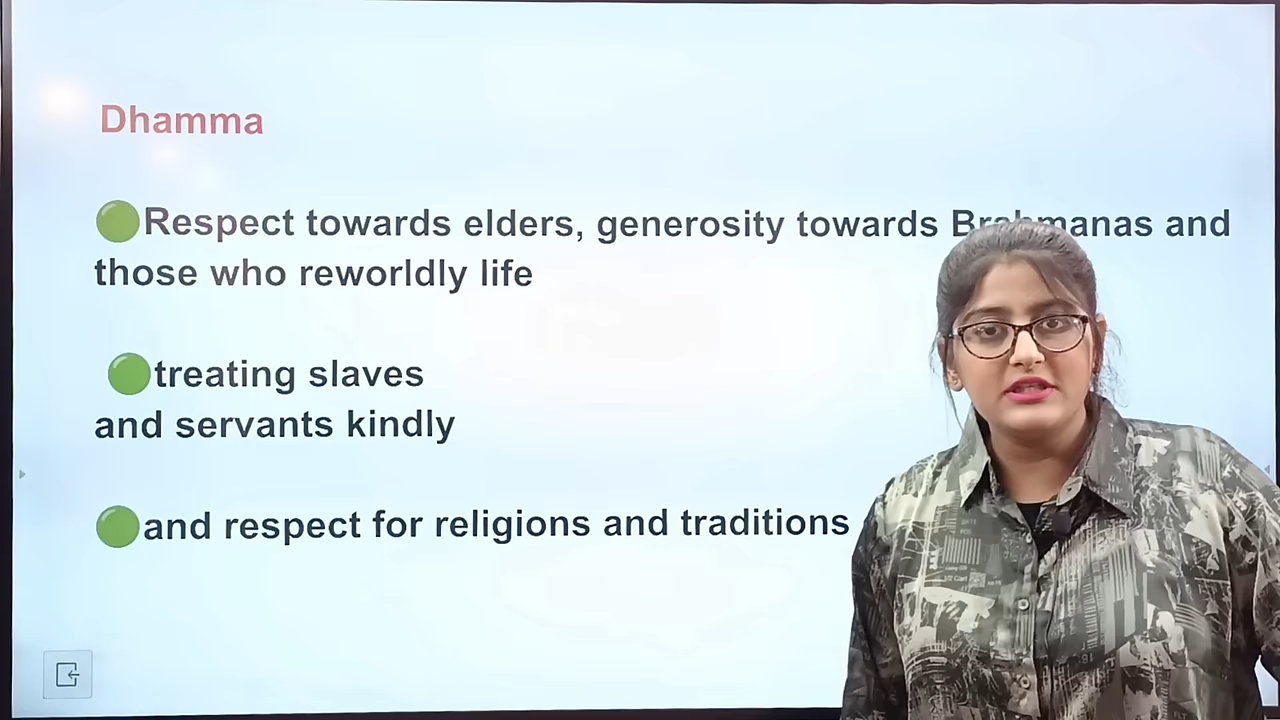 Dhamma
Respect towards elders, generosity towards Brahmanas and
those who reworldly life
treating slaves
and servants kindly
and respect for religions and traditions